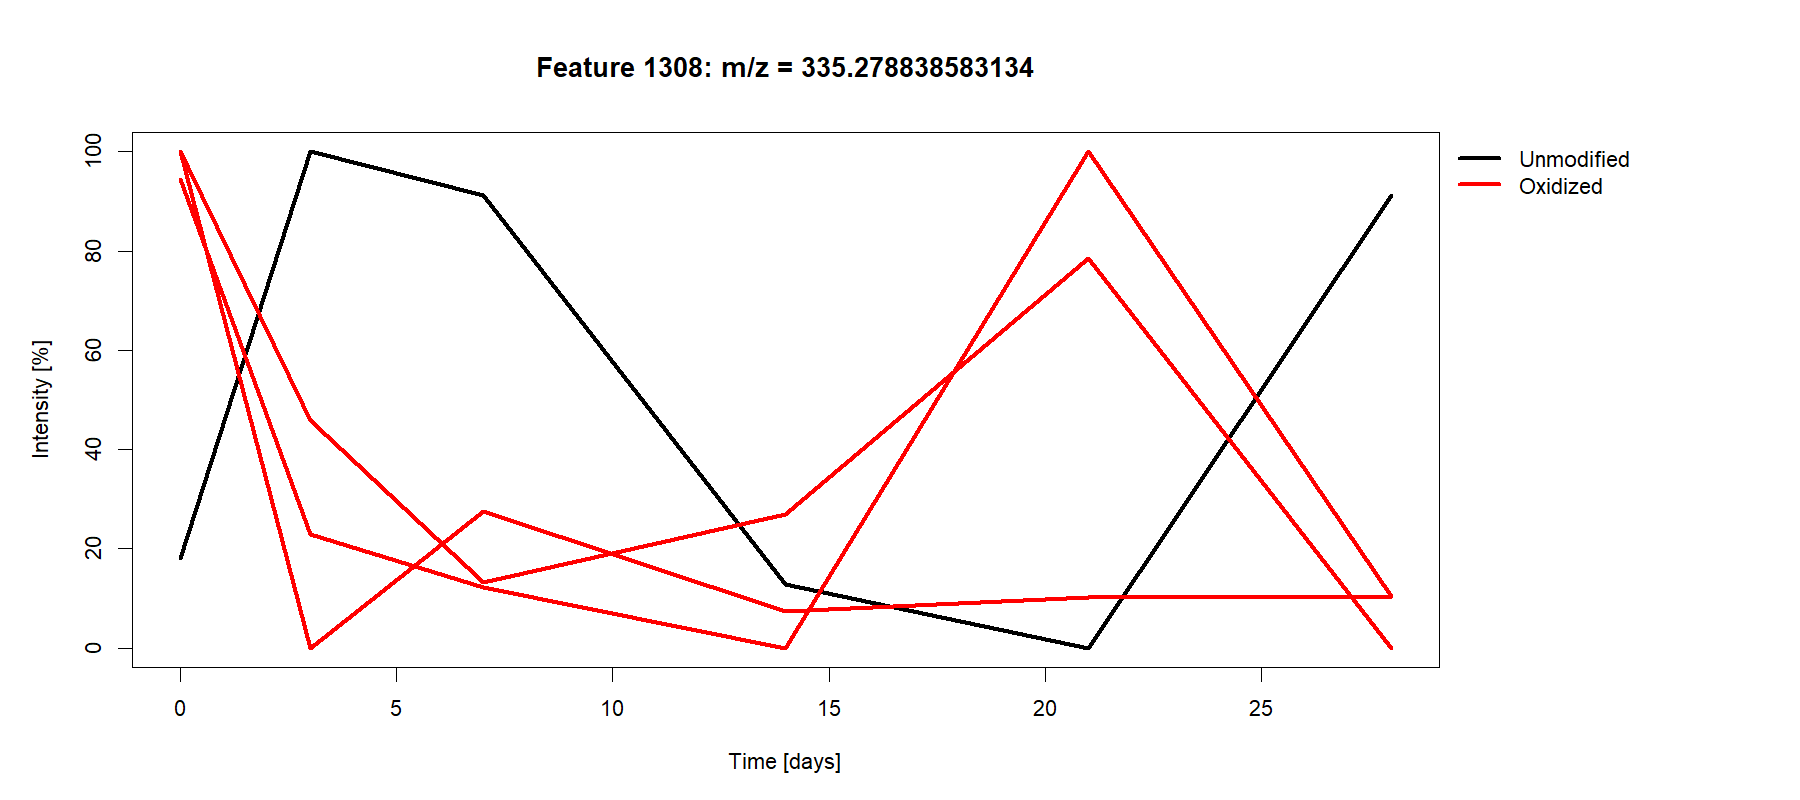 Feature 1308: m/z = 335.278838583134
Unmodified
Oxidized
Intensity [%]
100
80
60
40
20
0
0 5 10 15 20 25
Time [days]